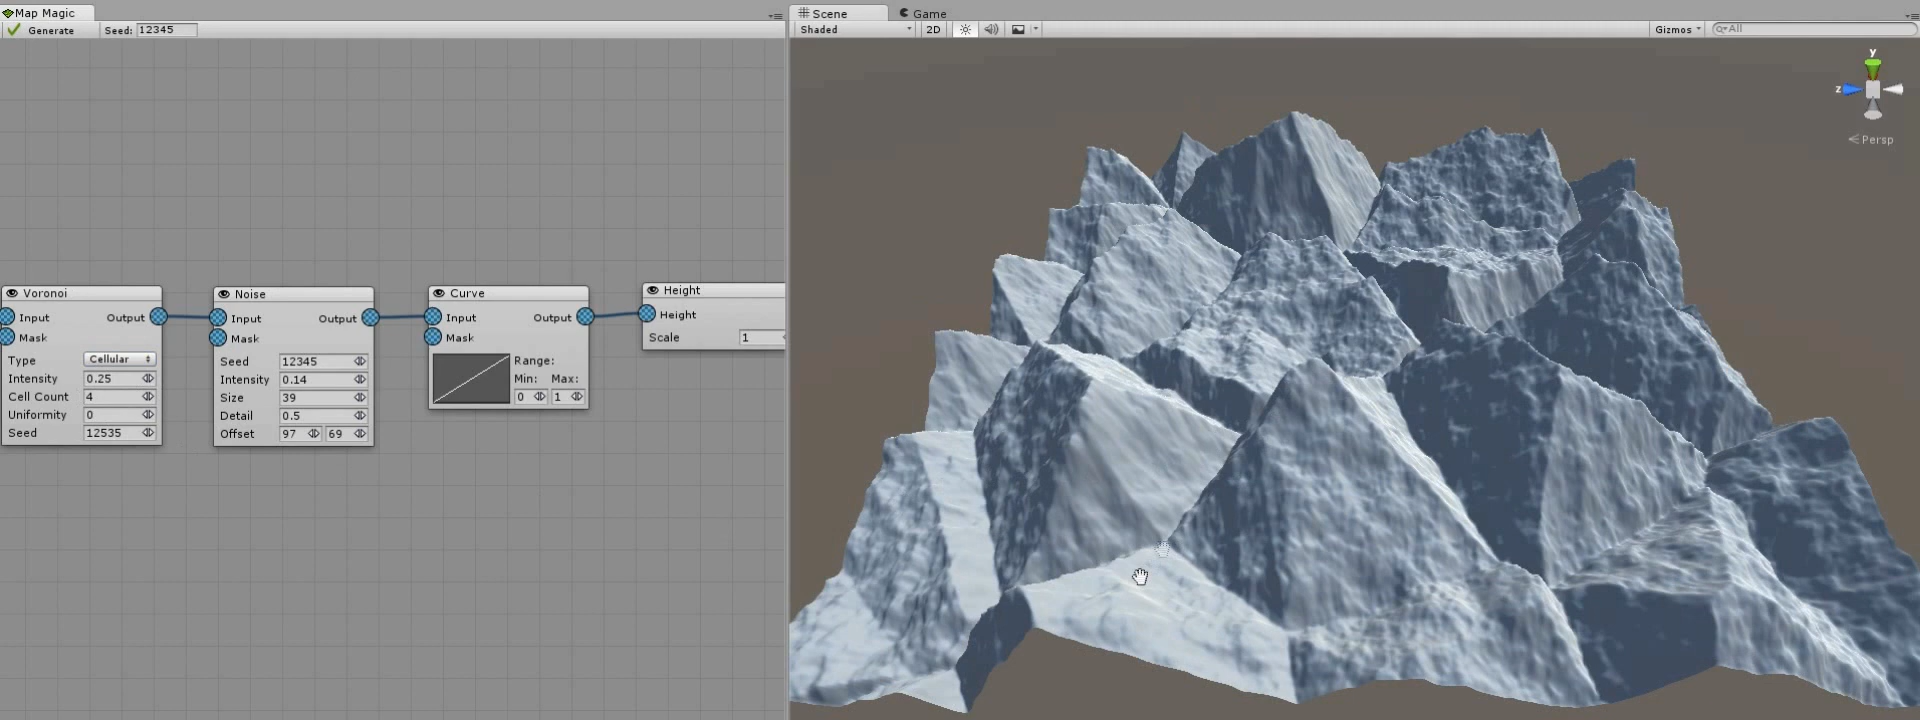 Map Magic
Generate Seed: 12345
Voronoi
Input Output
Mask
Type Cellular
Intensity 0.25
Cell Count 4
Uniformity 0
Seed 12535
Noise
Input Output
Mask
Seed 12345
Intensity 0.14
Size 39
Detail 0.5
Offset 97 69
Curve
Input Output
Mask
Range:
Min: Max:
0 1
Height
Height
Scale 1
Scene Game
Shaded 2D Gizmos All
y
z
Persp